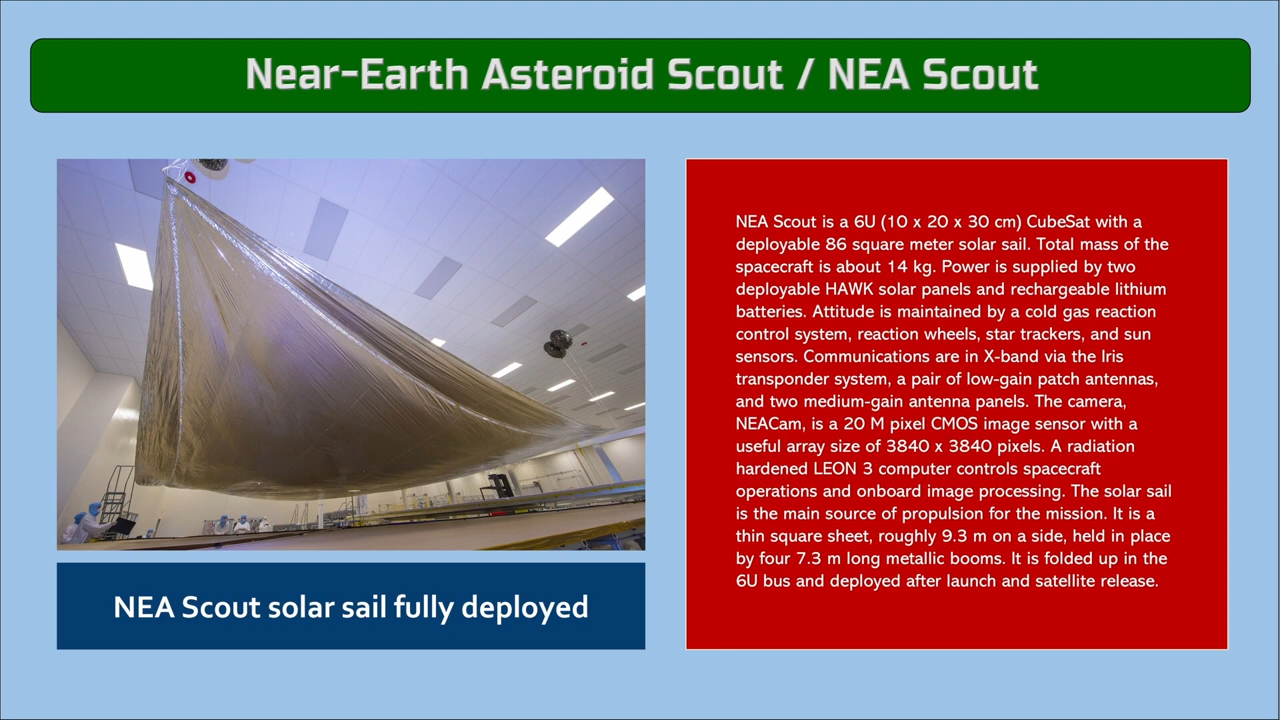 Near-Earth Asteroid Scout / NEA Scout
NEA Scout is a 6U (10 x 20 x 30 cm) CubeSat with a
deployable 86 square meter solar sail. Total mass of the
spacecraft is about 14 kg. Power is supplied by two
deployable HAWK solar panels and rechargeable lithium
batteries. Attitude is maintained by a cold gas reaction
control system, reaction wheels, star trackers, and sun
sensors. Communications are in X-band via the Iris
transponder system, a pair of low-gain patch antennas,
and two medium-gain antenna panels. The camera,
NEACam, is a 20 M pixel CMOS image sensor with a
useful array size of 3840 x 3840 pixels. A radiation
hardened LEON 3 computer controls spacecraft
operations and onboard image processing. The solar sail
is the main source of propulsion for the mission. It is a
thin square sheet, roughly 9.3 m on a side, held in place
by four 7.3 m long metallic booms. It is folded up in the
6U bus and deployed after launch and satellite release.
NEA Scout solar sail fully deployed